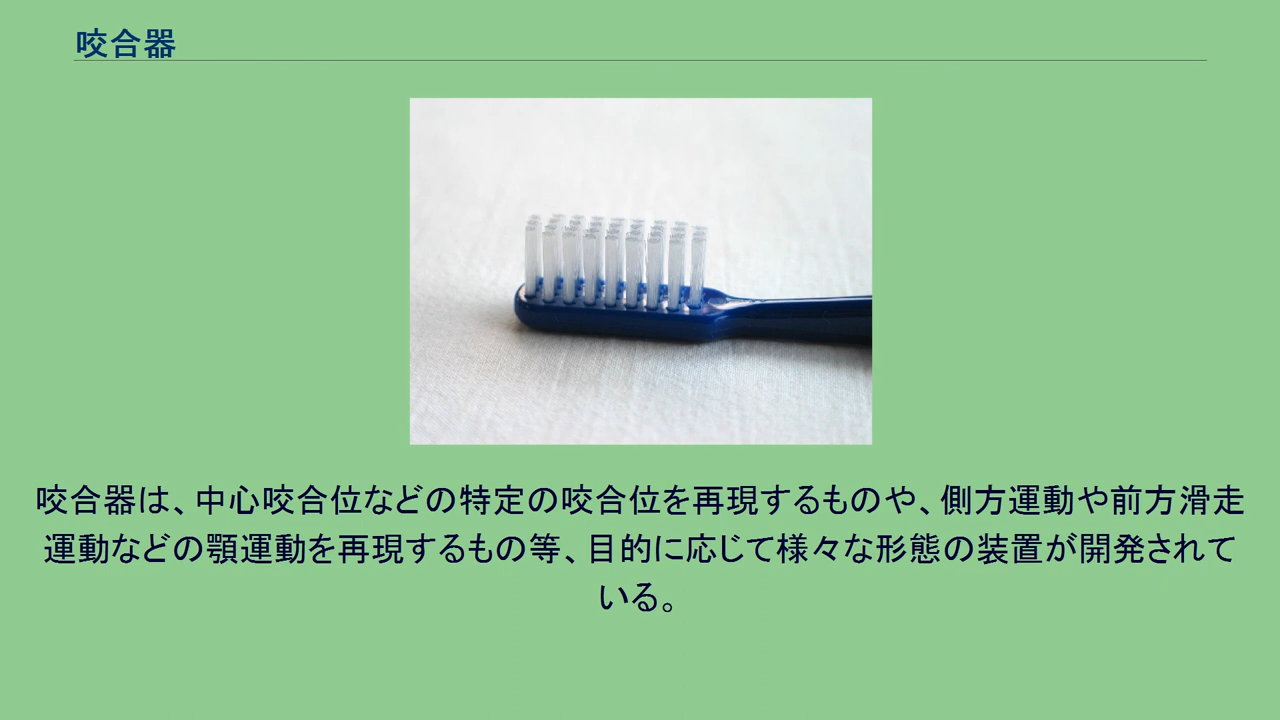 咬合器
咬合器は、中心咬合位などの特定の咬合位を再現するものや、側方運動や前方滑走
運動などの顎運動を再現するもの等、目的に応じて様々な形態の装置が開発されて
いる。